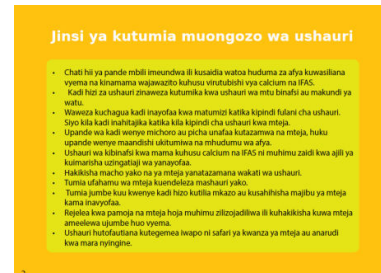 Jinsi ya kutumia muongozo wa ushauri
• Chati hii ya pande mbili imeundwa ili kusaidia watoa huduma za afya kuwasiliana
vyema na kinamama wajawazito kuhusu virutubishi vya calcium na IFAS.
• Kadi hizi za ushauri zinaweza kutumika kwa ushauri wa mtu binafsi au makundi ya
watu.
• Waweza kuchagua kadi inayofaa kwa matumizi katika kipindi fulani cha ushauri.
Siyo kila kadi inahitajika katika kila kipindi cha ushauri kwa mteja.
• Upande wa kadi wenye michoro au picha unafaa kutazamwa na mteja, huku
upande wenye maandishi ukitumiwa na mhudumu wa afya.
• Ushauri wa kibinafsi kwa mama kuhusu calcium na IFAS ni muhimu zaidi kwa ajili ya
kuimarisha uzingatiaji wa yanayofaa.
• Hakikisha macho yako na ya mteja yanatazamana wakati wa ushauri.
• Tumia ufahamu wa mteja kuendeleza mashauri yako.
• Tumia jumbe kuu kwenye kadi hizo kutilia mkazo au kusahihisha majibu ya mteja
kama inavyofaa.
• Rejelea kwa pamoja na mteja hoja muhimu zilizojadiliwa ili kuhakikisha kuwa mteja
ameelewa ujumbe huo vyema.
• Ushauri hutofautiana kutegemea iwapo ni safari ya kwanza ya mteja au anarudi
kwa mara nyingine.